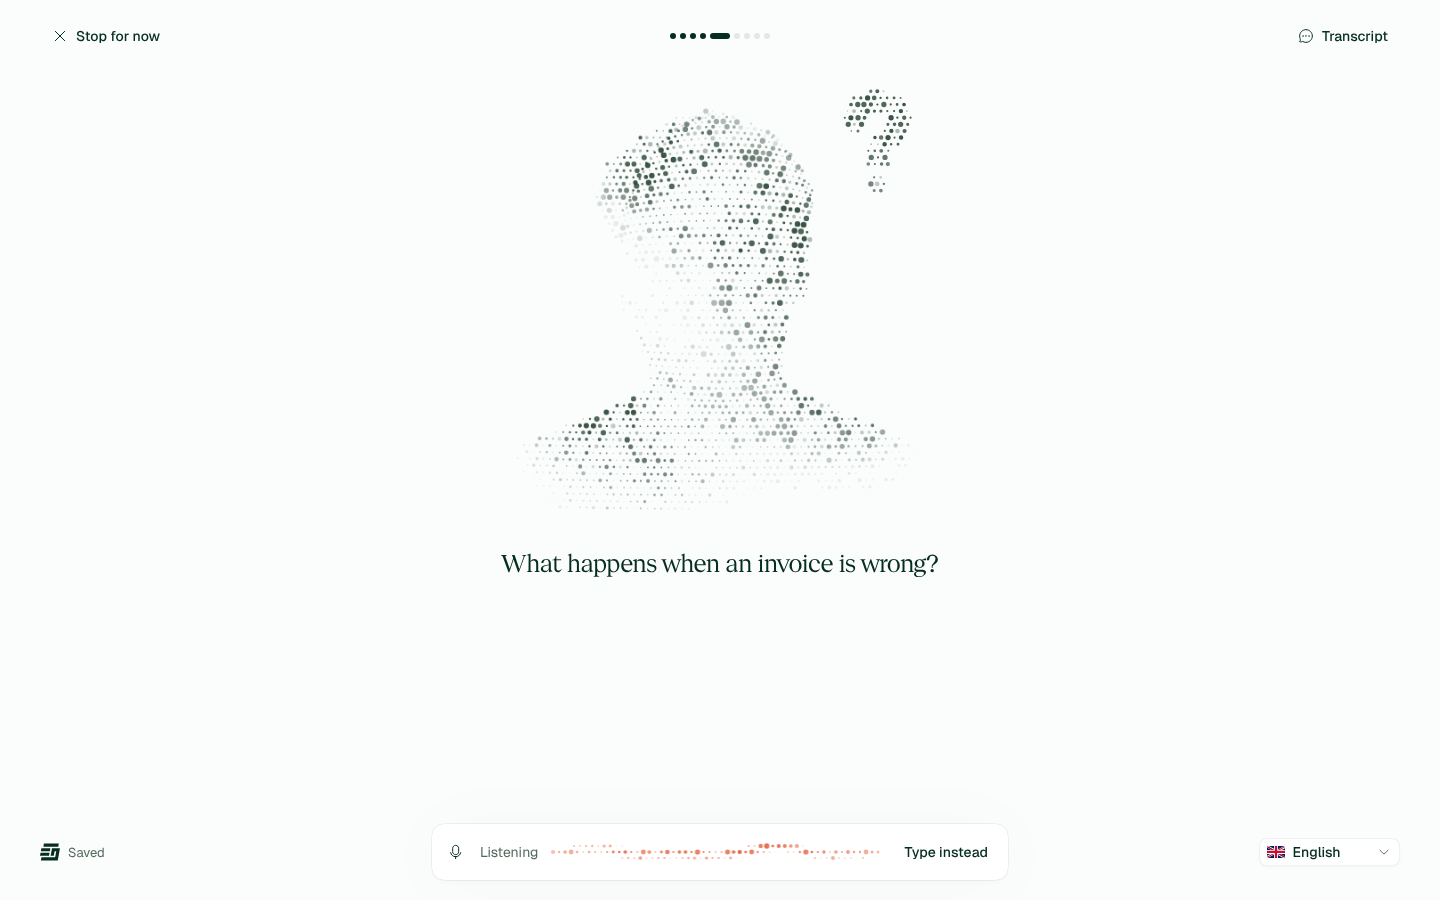 Stop for now
Transcript
What happens when an invoice is wrong?
Saved
Listening
Type instead
English